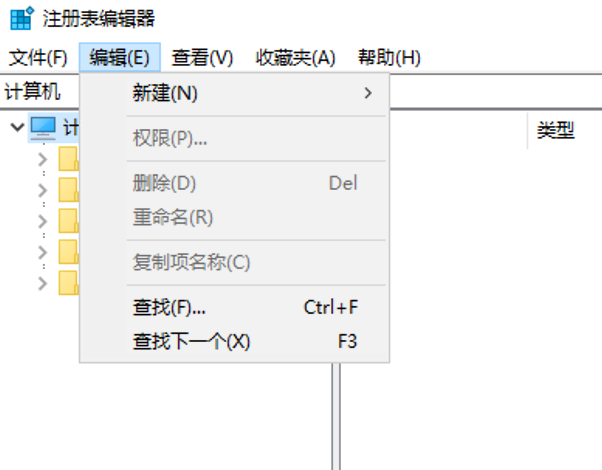 注册表编辑器
文件(F) 编辑(E) 查看(V) 收藏夹(A) 帮助(H)
计算机
新建(N)
计
类型
权限(P)...
删除(D) Del
重命名(R)
复制项名称(C)
查找(F)... Ctrl+F
查找下一个(X) F3